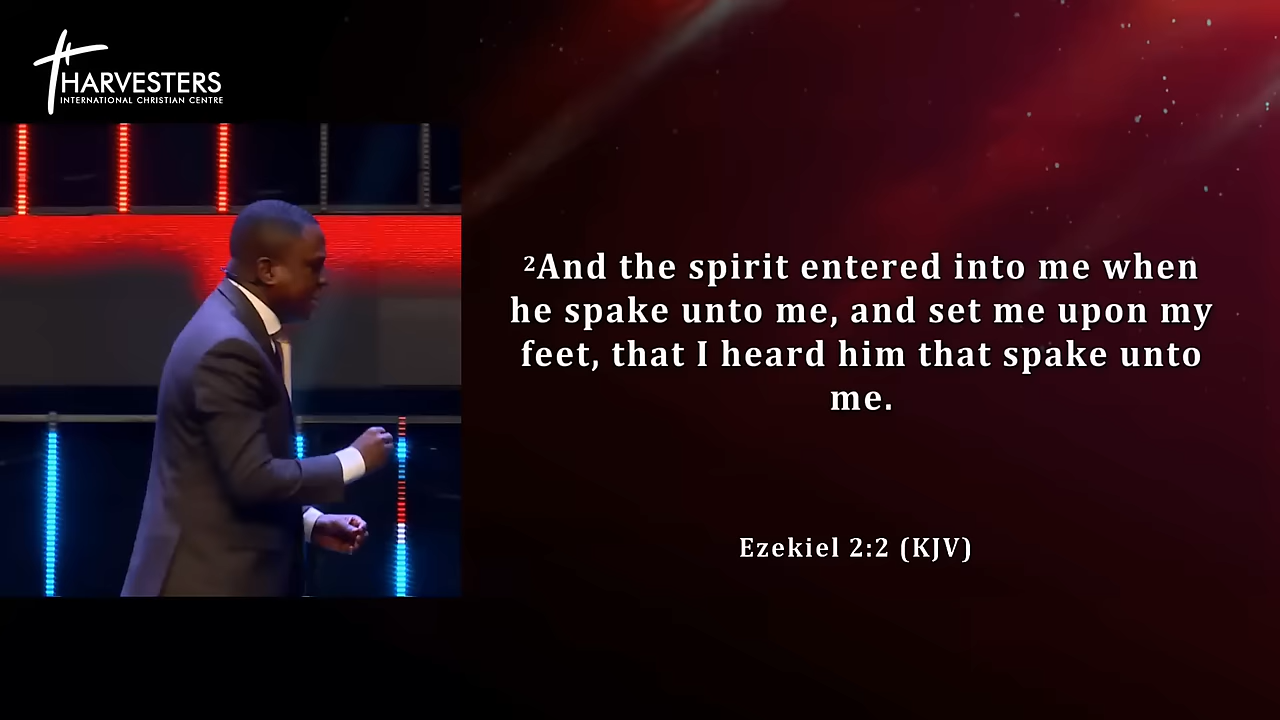 HARVESTERS
INTERNATIONAL CHRISTIAN CENTRE
²And the spirit entered into me when
he spake unto me, and set me upon my
feet, that I heard him that spake unto
me.
Ezekiel 2:2 (KJV)